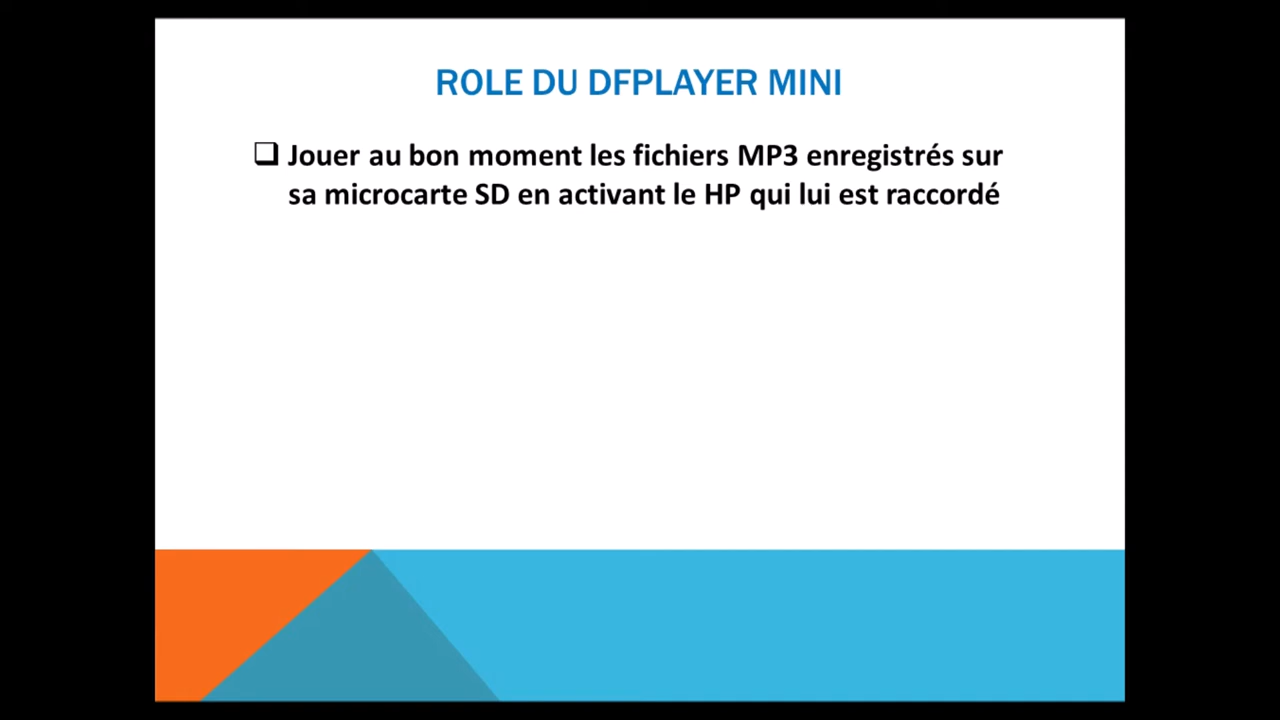 ROLE DU DFPLAYER MINI
❑ Jouer au bon moment les fichiers MP3 enregistrés sur
sa microcarte SD en activant le HP qui lui est raccordé